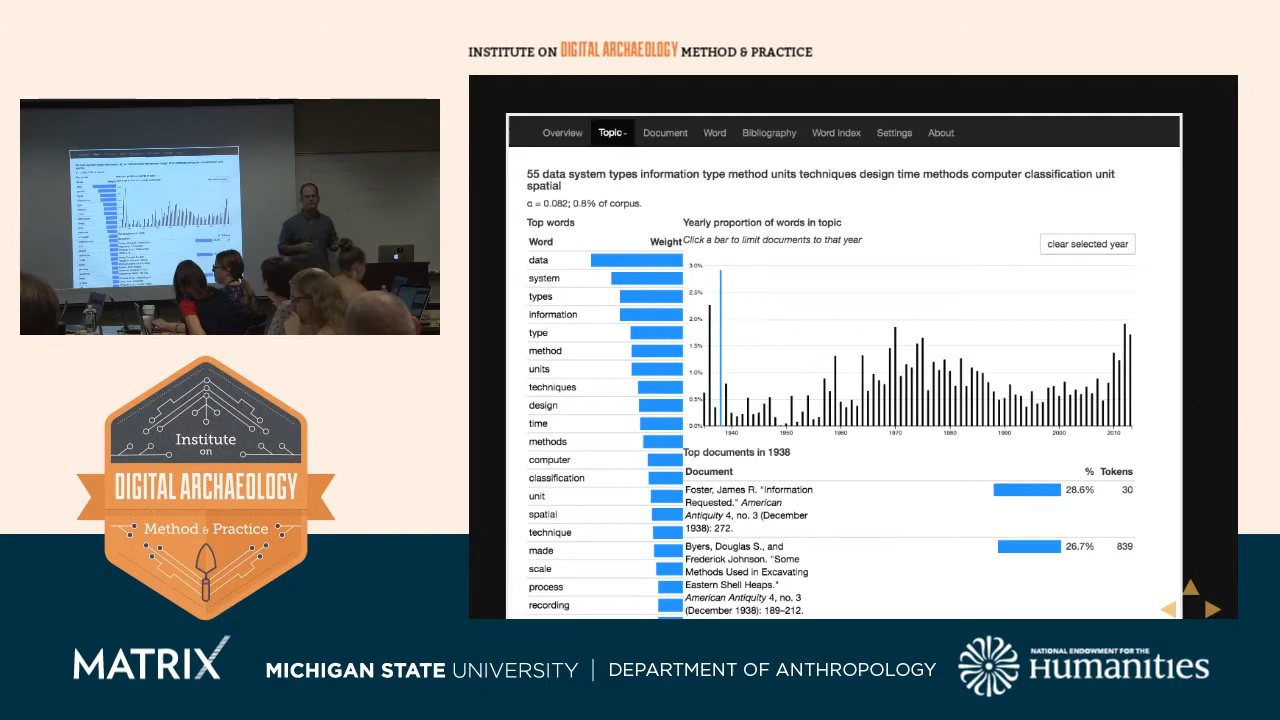 INSTITUTE ON DIGITAL ARCHAEOLOGY METHOD & PRACTICE
Overview Topic Document Word Bibliography Word Index Settings About
55 data system types information type method units techniques design time methods computer classification unit
spatial
α = 0.082; 0.8% of corpus.
Top words
Word Weight
data
system
types
information
type
method
units
techniques
design
time
methods
computer
classification
unit
spatial
technique
made
scale
process
recording
Yearly proportion of words in topic
Click a bar to limit documents to that year
clear selected year
3.0%
2.5%
2.0%
1.5%
1.0%
0.5%
0.0%
1940 1950 1960 1970 1980 1990 2000 2010
Top documents in 1938
Document % Tokens
Foster, James R. "Information 28.6% 30
Requested." American
Antiquity 4, no. 3 (December
1938): 272.
Byers, Douglas S., and 26.7% 839
Frederick Johnson. "Some
Methods Used in Excavating
Eastern Shell Heaps."
American Antiquity 4, no. 3
(December 1938): 189–212.
Institute
on
DIGITAL ARCHAEOLOGY
Method & Practice
MATRIX
MICHIGAN STATE UNIVERSITY | DEPARTMENT OF ANTHROPOLOGY
NATIONAL ENDOWMENT FOR THE
Humanities